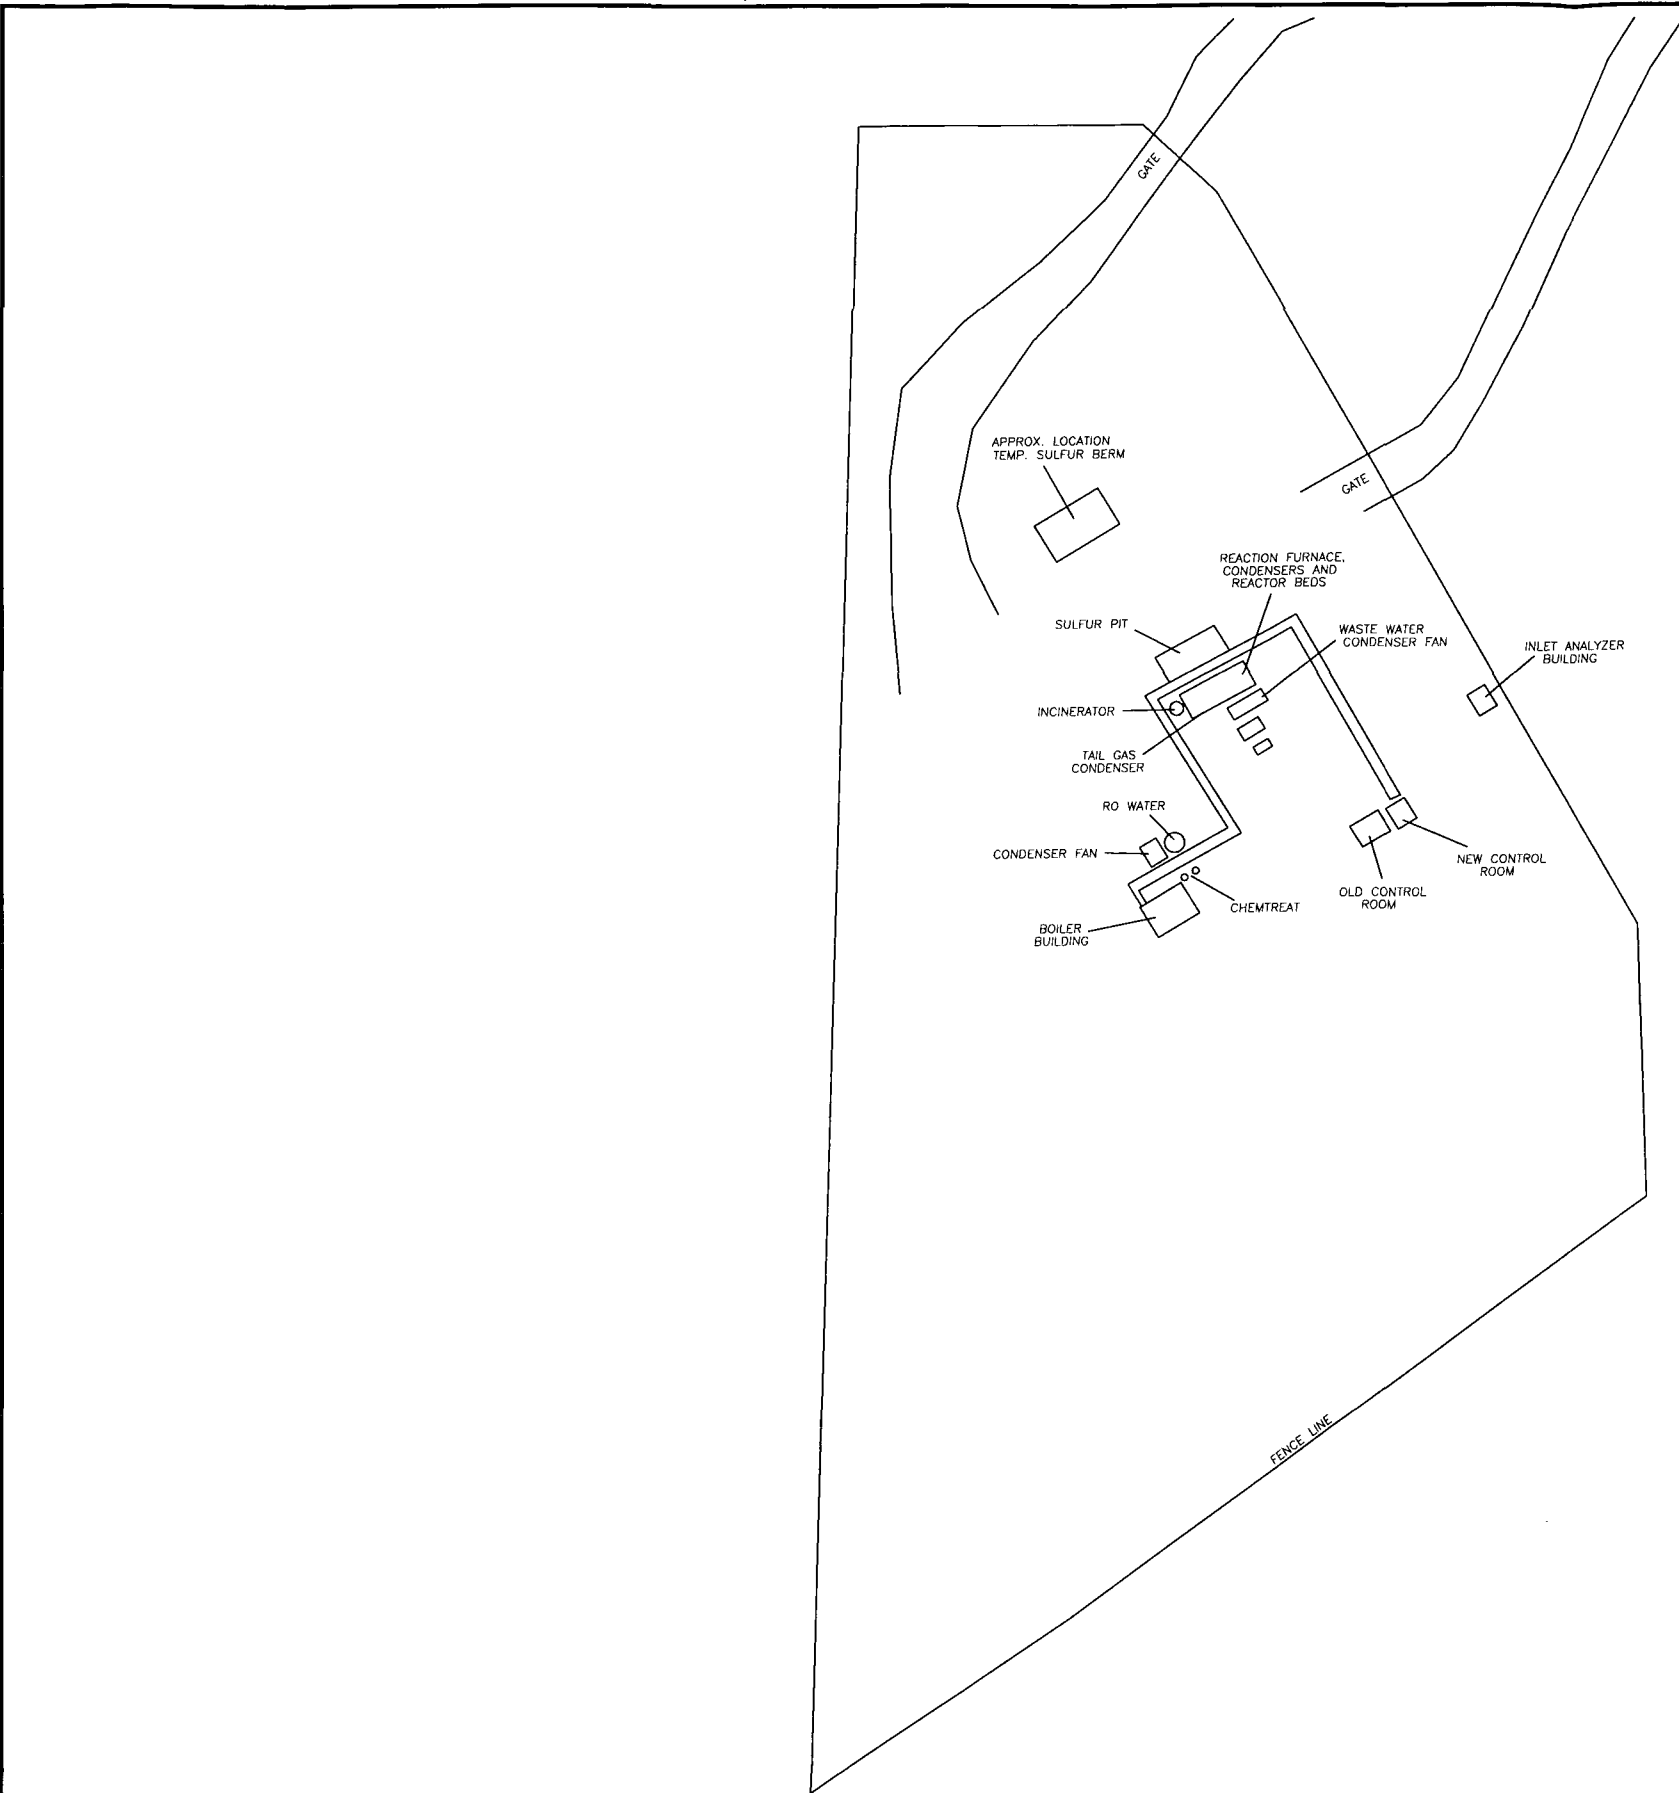 GATE
APPROX. LOCATION
TEMP. SULFUR BERM
GATE
REACTION FURNACE,
CONDENSERS AND
REACTOR BEDS
SULFUR PIT
WASTE WATER
CONDENSER FAN
INLET ANALYZER
BUILDING
INCINERATOR
TAIL GAS
CONDENSER
RO WATER
CONDENSER FAN
NEW CONTROL
ROOM
OLD CONTROL
ROOM
CHEMTREAT
BOILER
BUILDING
FENCE LINE